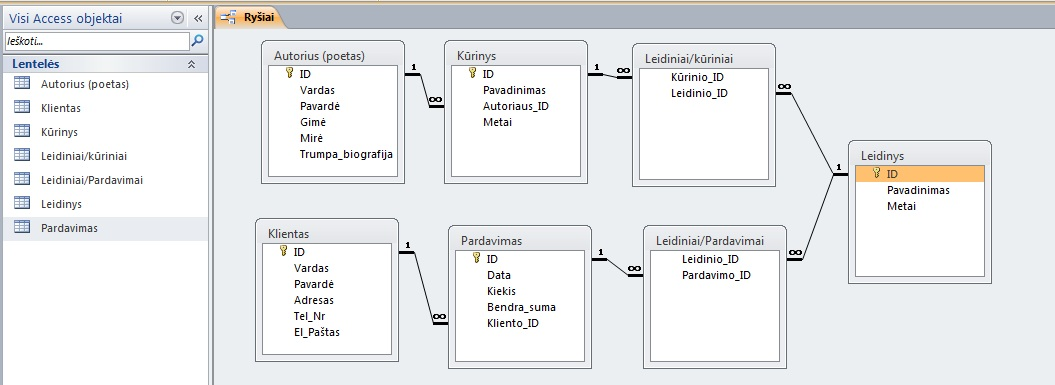 Visi Access objektai
Ieškoti...
Lentelės
Autorius (poetas)
Klientas
Kūrinys
Leidiniai/kūriniai
Leidiniai/Pardavimai
Leidinys
Pardavimas
Ryšiai
Autorius (poetas)
ID
Vardas
Pavardė
Gimė
Mirė
Trumpa_biografija
1
∞
Kūrinys
ID
Pavadinimas
Autoriaus_ID
Metai
1
∞
Leidiniai/kūriniai
Kūrinio_ID
Leidinio_ID
∞
1
Leidinys
ID
Pavadinimas
Metai
Klientas
ID
Vardas
Pavardė
Adresas
Tel_Nr
El_Paštas
1
∞
Pardavimas
ID
Data
Kiekis
Bendra_suma
Kliento_ID
1
∞
Leidiniai/Pardavimai
Leidinio_ID
Pardavimo_ID
∞